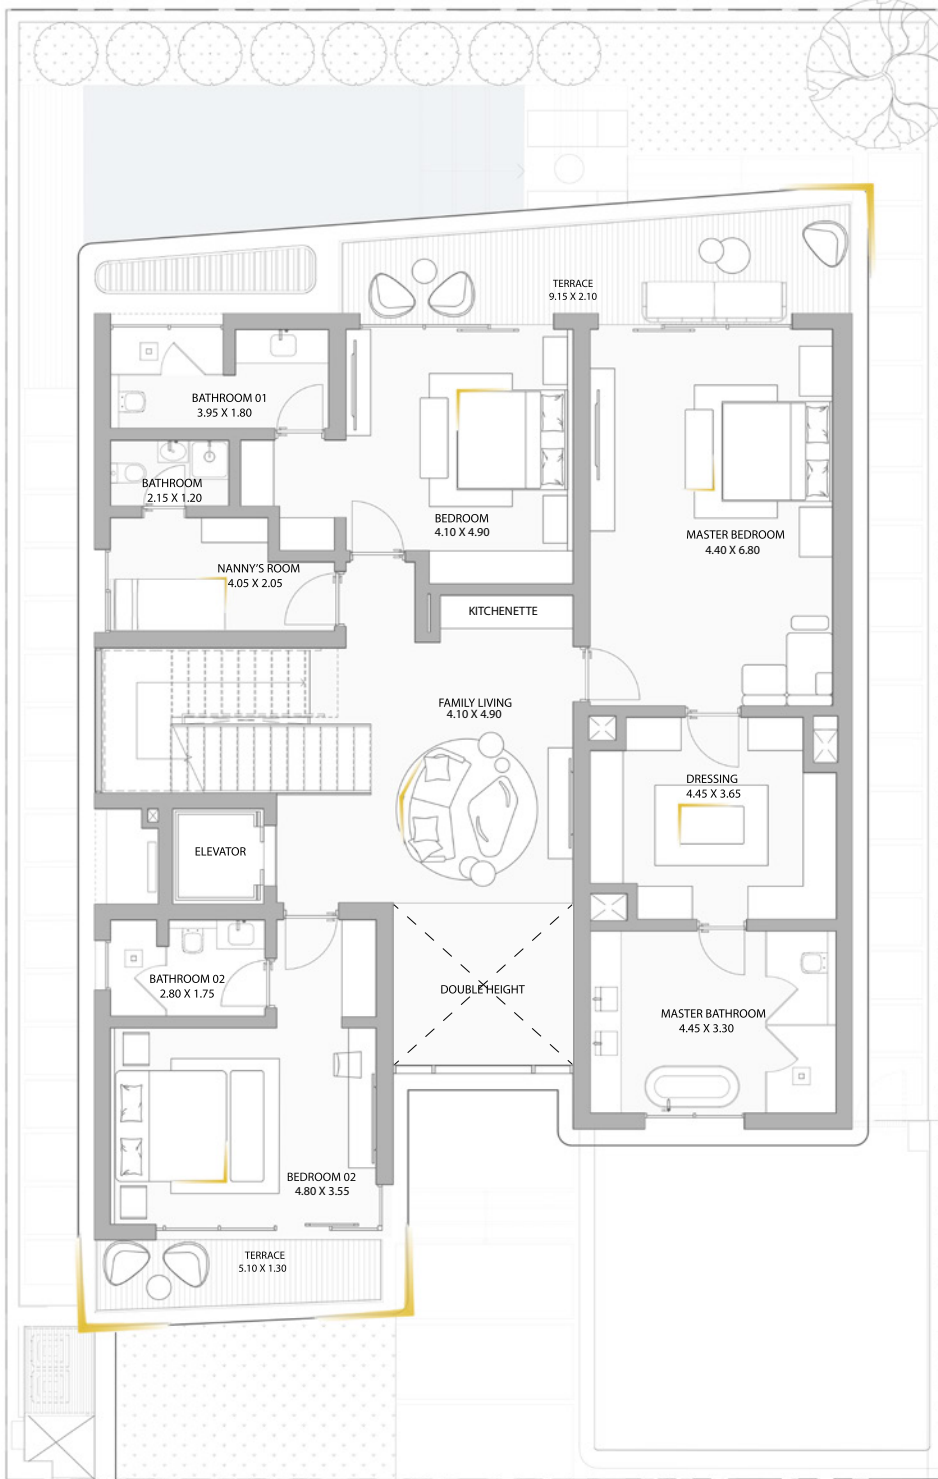 TERRACE
9.15 X 2.10
BATHROOM 01
3.95 X 1.80
BATHROOM
2.15 X 1.20
BEDROOM
4.10 X 4.90
MASTER BEDROOM
4.40 X 6.80
NANNY'S ROOM
4.05 X 2.05
KITCHENETTE
FAMILY LIVING
4.10 X 4.90
DRESSING
4.45 X 3.65
ELEVATOR
BATHROOM 02
2.80 X 1.75
DOUBLE HEIGHT
MASTER BATHROOM
4.45 X 3.30
BEDROOM 02
4.80 X 3.55
TERRACE
5.10 X 1.30